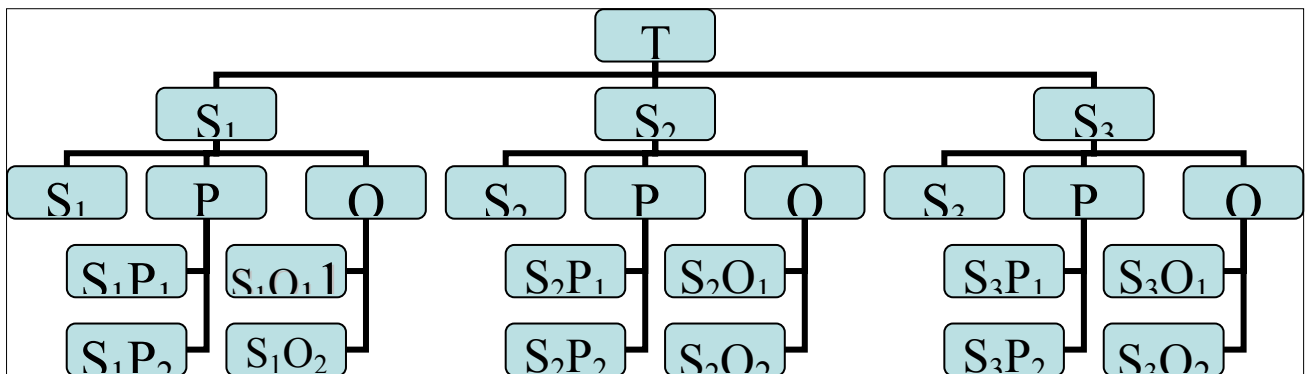 T
S₁ S₂ S₃
S₁ P O S₂ P O S₃ P O
S₁P₁ S₁O₁1 S₂P₁ S₂O₁ S₃P₁ S₃O₁
S₁P₂ S₁O₂ S₂P₂ S₂O₂ S₃P₂ S₃O₂